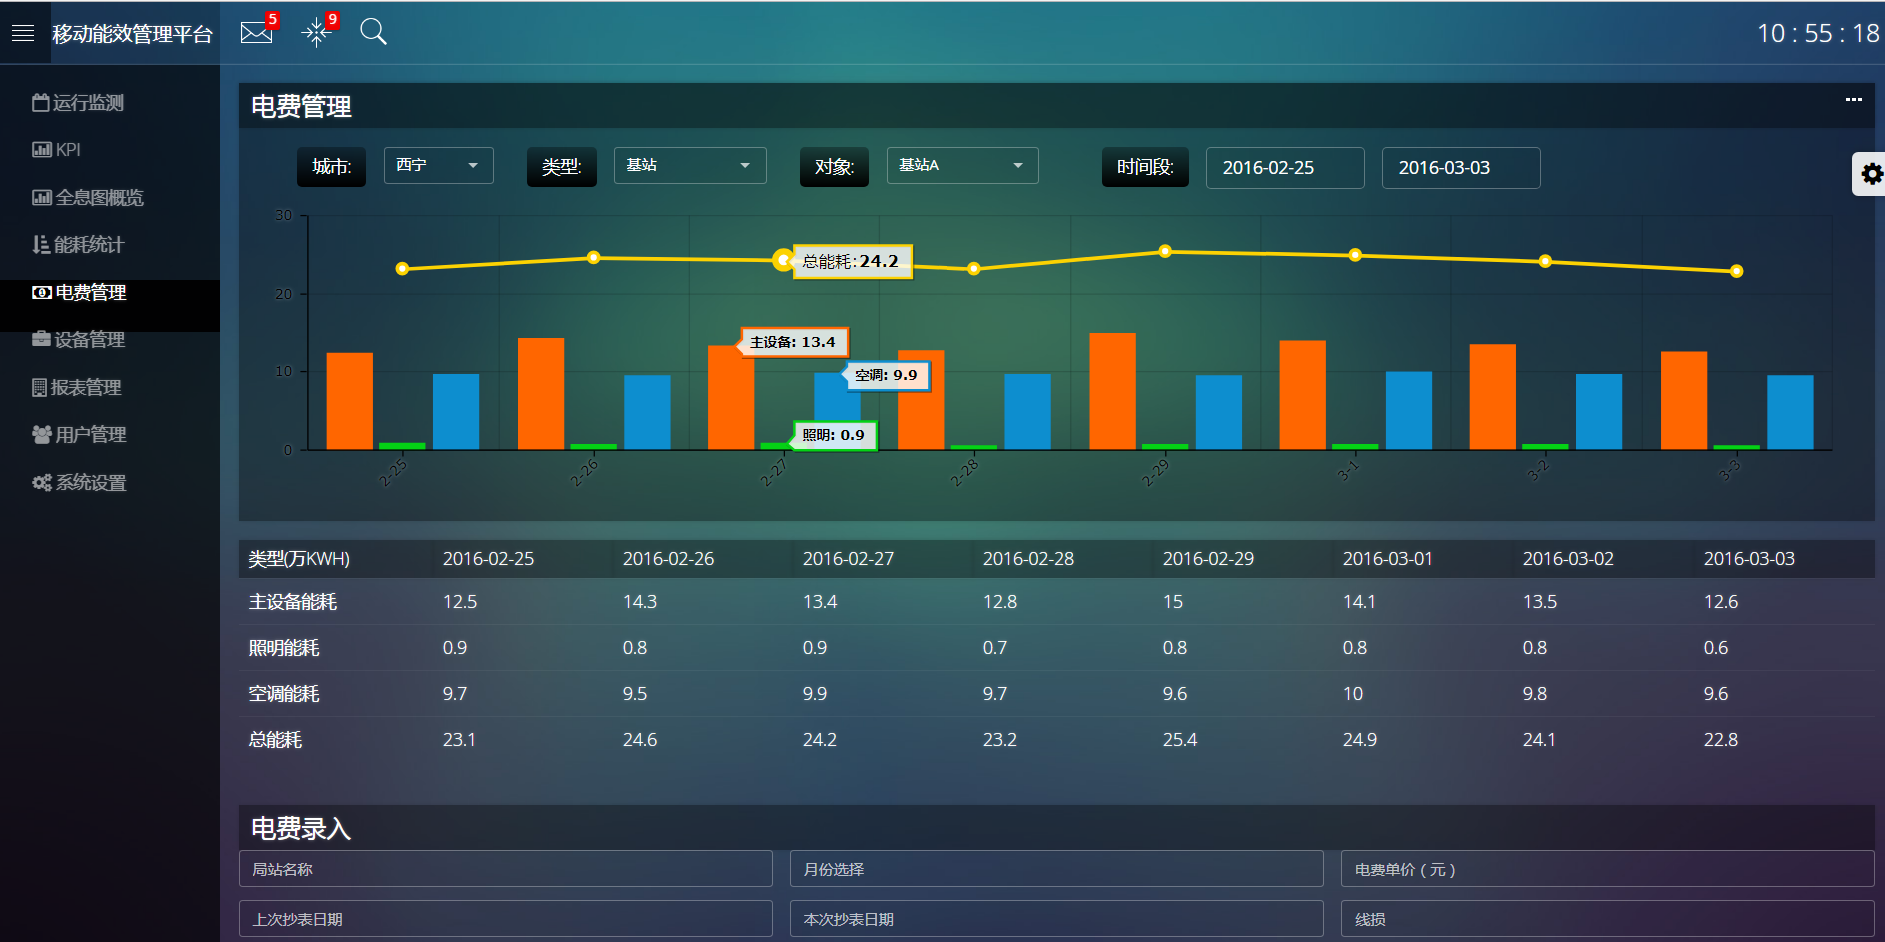 移动能效管理平台
5
9
10 : 55 : 18
运行监测
KPI
全息图概览
能耗统计
电费管理
设备管理
报表管理
用户管理
系统设置
电费管理
城市: 西宁 类型: 基站 对象: 基站A 时间段: 2016-02-25 2016-03-03
30
20
10
0
总能耗:24.2
主设备: 13.4
空调: 9.9
照明: 0.9
2-25 2-26 2-27 2-28 2-29 3-1 3-2 3-3
类型(万KWH) 2016-02-25 2016-02-26 2016-02-27 2016-02-28 2016-02-29 2016-03-01 2016-03-02 2016-03-03
主设备能耗 12.5 14.3 13.4 12.8 15 14.1 13.5 12.6
照明能耗 0.9 0.8 0.9 0.7 0.8 0.8 0.8 0.6
空调能耗 9.7 9.5 9.9 9.7 9.6 10 9.8 9.6
总能耗 23.1 24.6 24.2 23.2 25.4 24.9 24.1 22.8
电费录入
局站名称 月份选择 电费单价（元）
上次抄表日期 本次抄表日期 线损